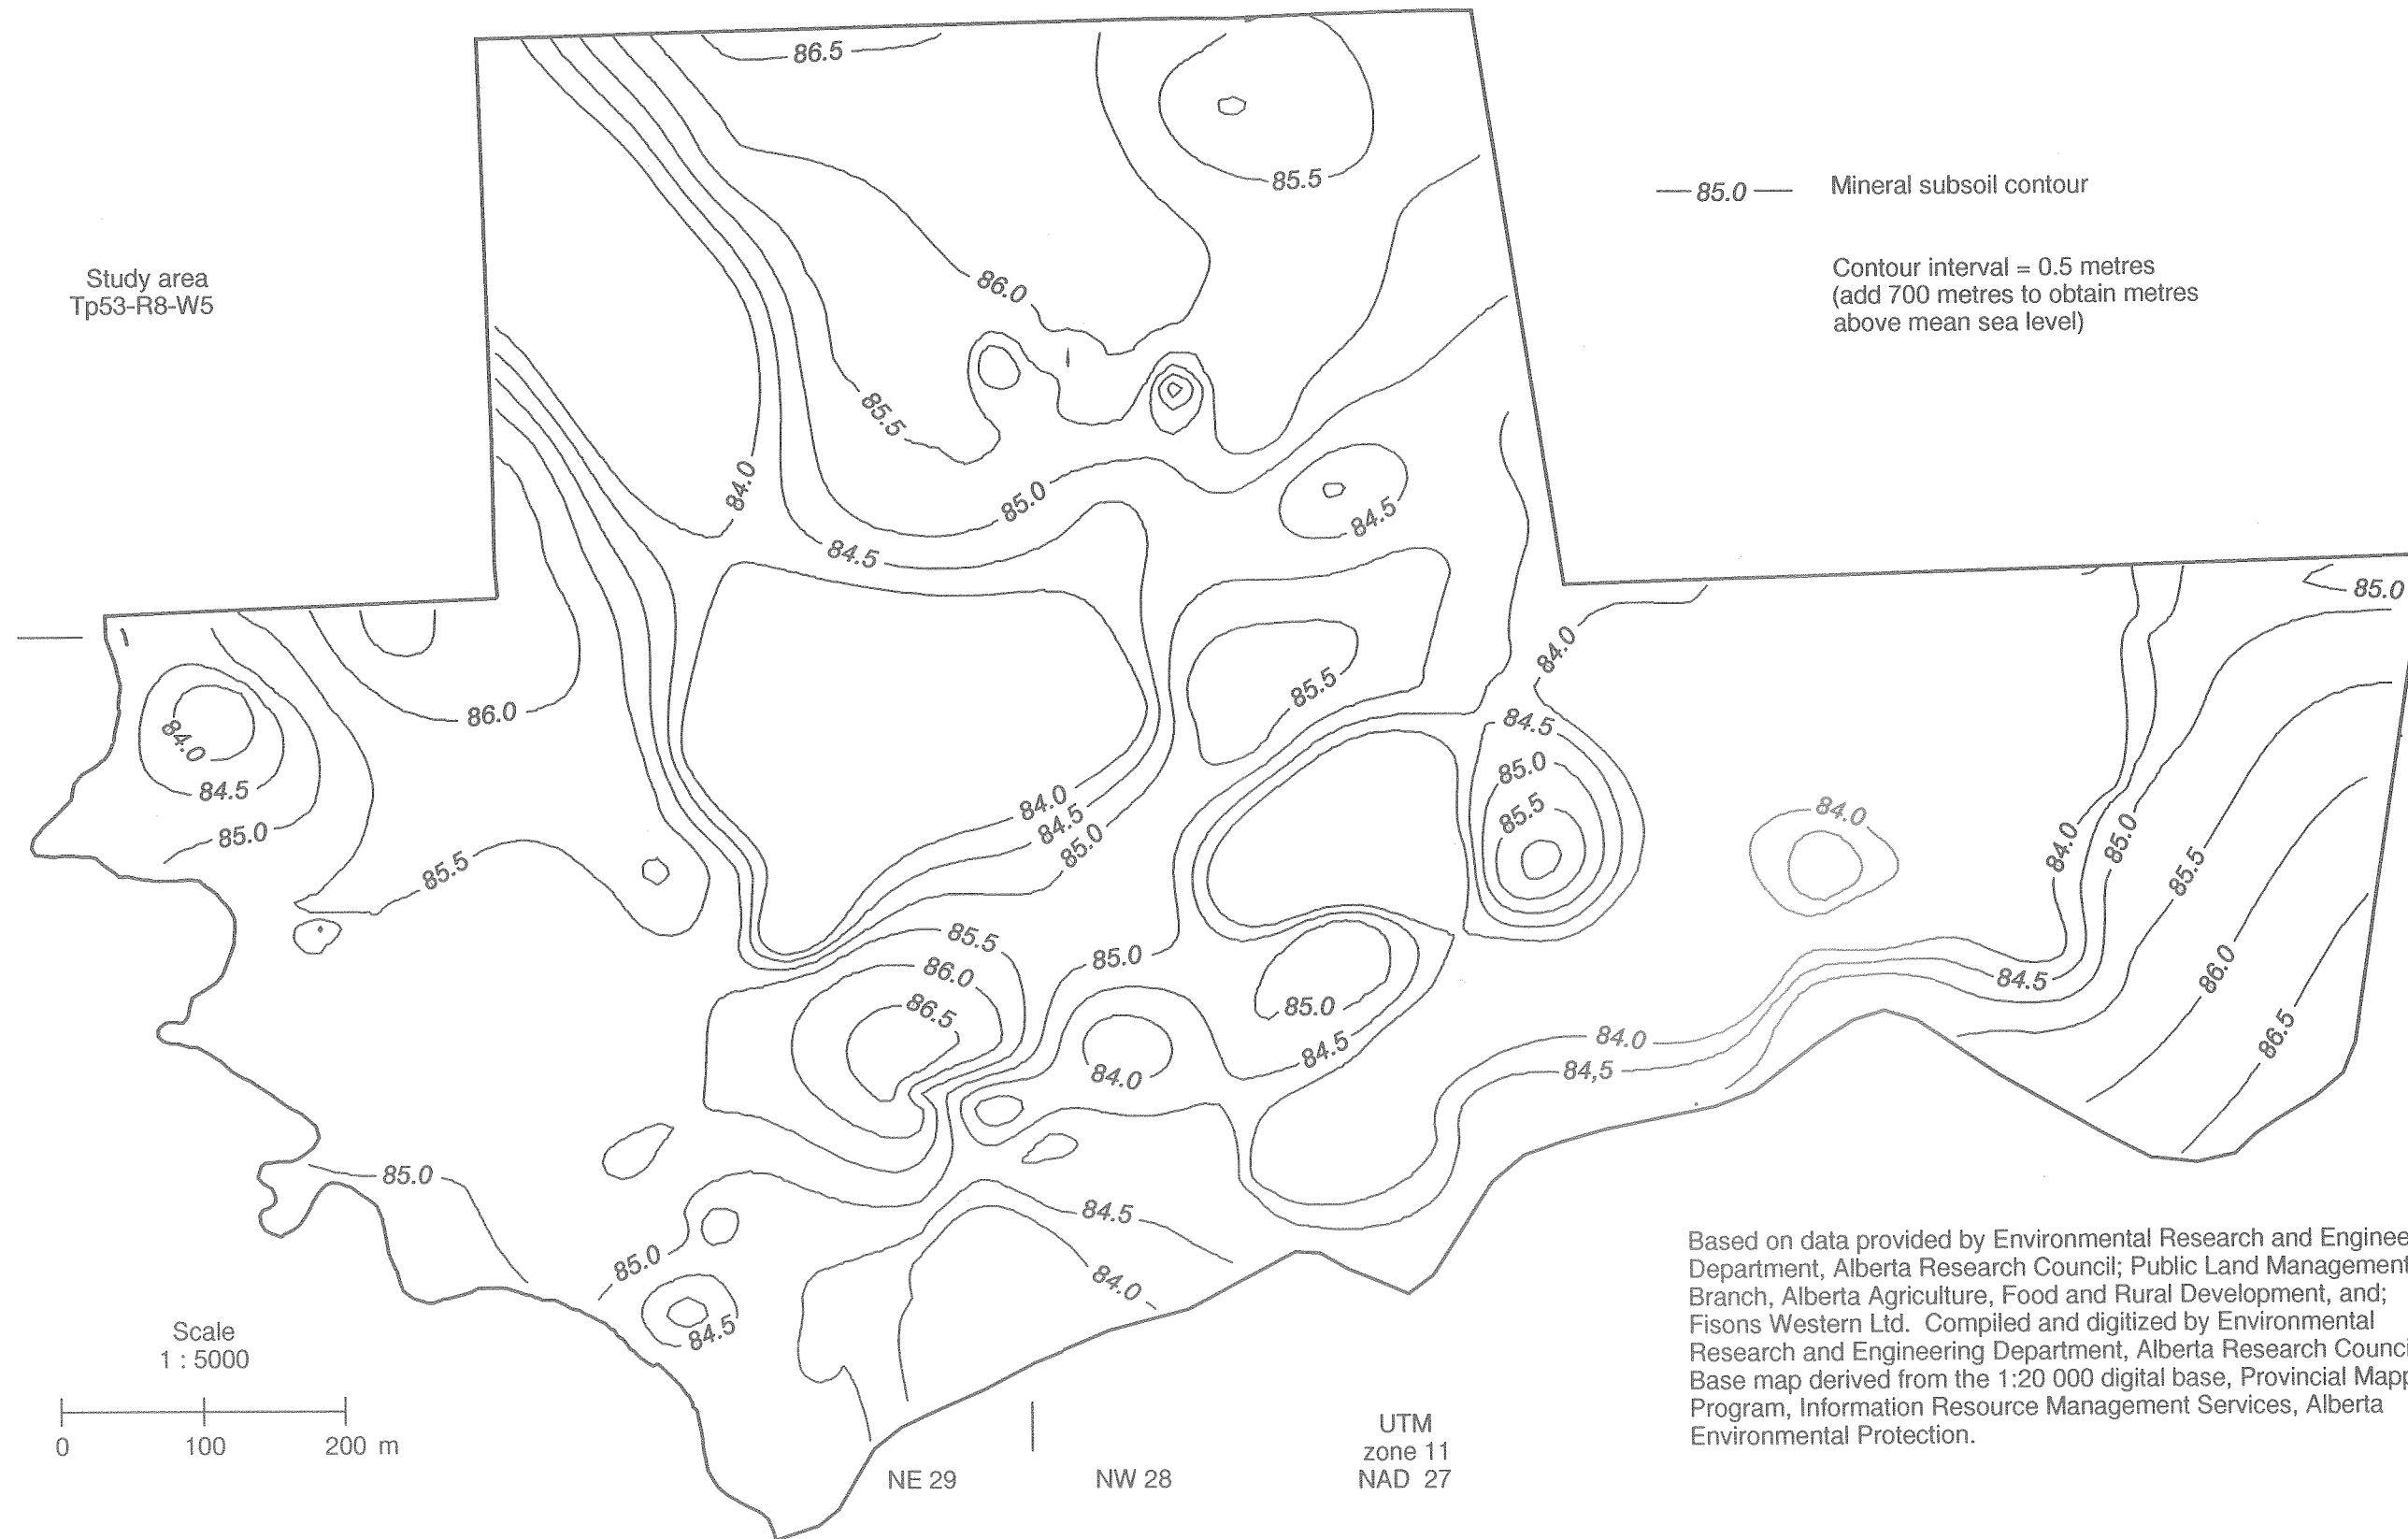 86.5
85.5
85.0 Mineral subsoil contour
Study area
Tp53-R8-W5
Contour interval = 0.5 metres
(add 700 metres to obtain metres
above mean sea level)
86.0
85.5
84.0
85.0
84.5
84.5
85.0
84.0
85.5
86.0
84.0
84.5
84.5
85.0
84.0
85.5
84.0
84.5
85.0
84.0
85.0
85.0
85.5
85.5
85.5
85.0
86.0
86.0
84.5
86.5
85.0
84.0
86.5
84.5
84.0
84,5
85.0
84.5
85.0
84.0
84.5
Scale
1 : 5000
0 100 200 m
NE 29 NW 28
UTM
zone 11
NAD 27
Based on data provided by Environmental Research and Enginee
Department, Alberta Research Council; Public Land Management
Branch, Alberta Agriculture, Food and Rural Development, and;
Fisons Western Ltd. Compiled and digitized by Environmental
Research and Engineering Department, Alberta Research Counci
Base map derived from the 1:20 000 digital base, Provincial Mapp
Program, Information Resource Management Services, Alberta
Environmental Protection.